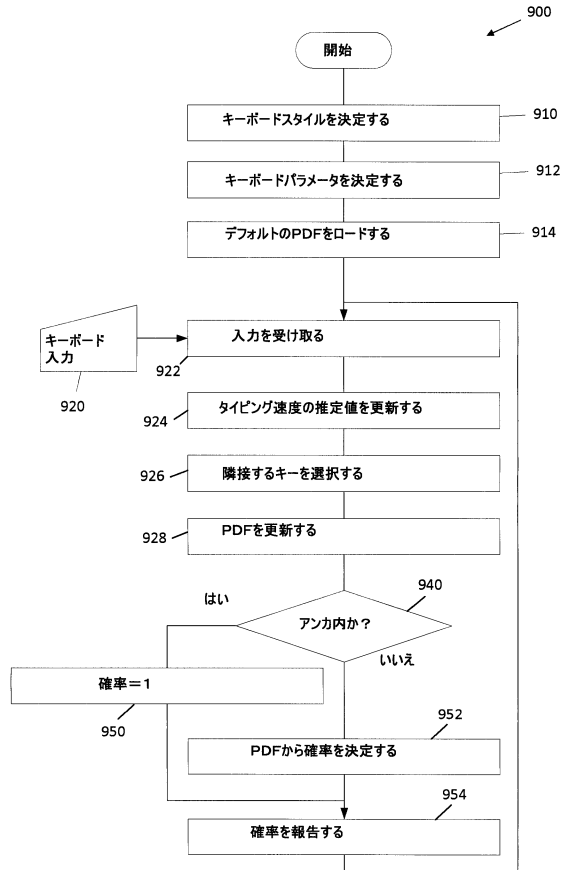 900
開始
キーボードスタイルを決定する
910
キーボードパラメータを決定する
912
デフォルトのPDFをロードする
914
キーボード
入力
920
入力を受け取る
922
タイピング速度の推定値を更新する
924
隣接するキーを選択する
926
PDFを更新する
928
940
はい
アンカ内か?
いいえ
確率=1
950
952
PDFから確率を決定する
954
確率を報告する